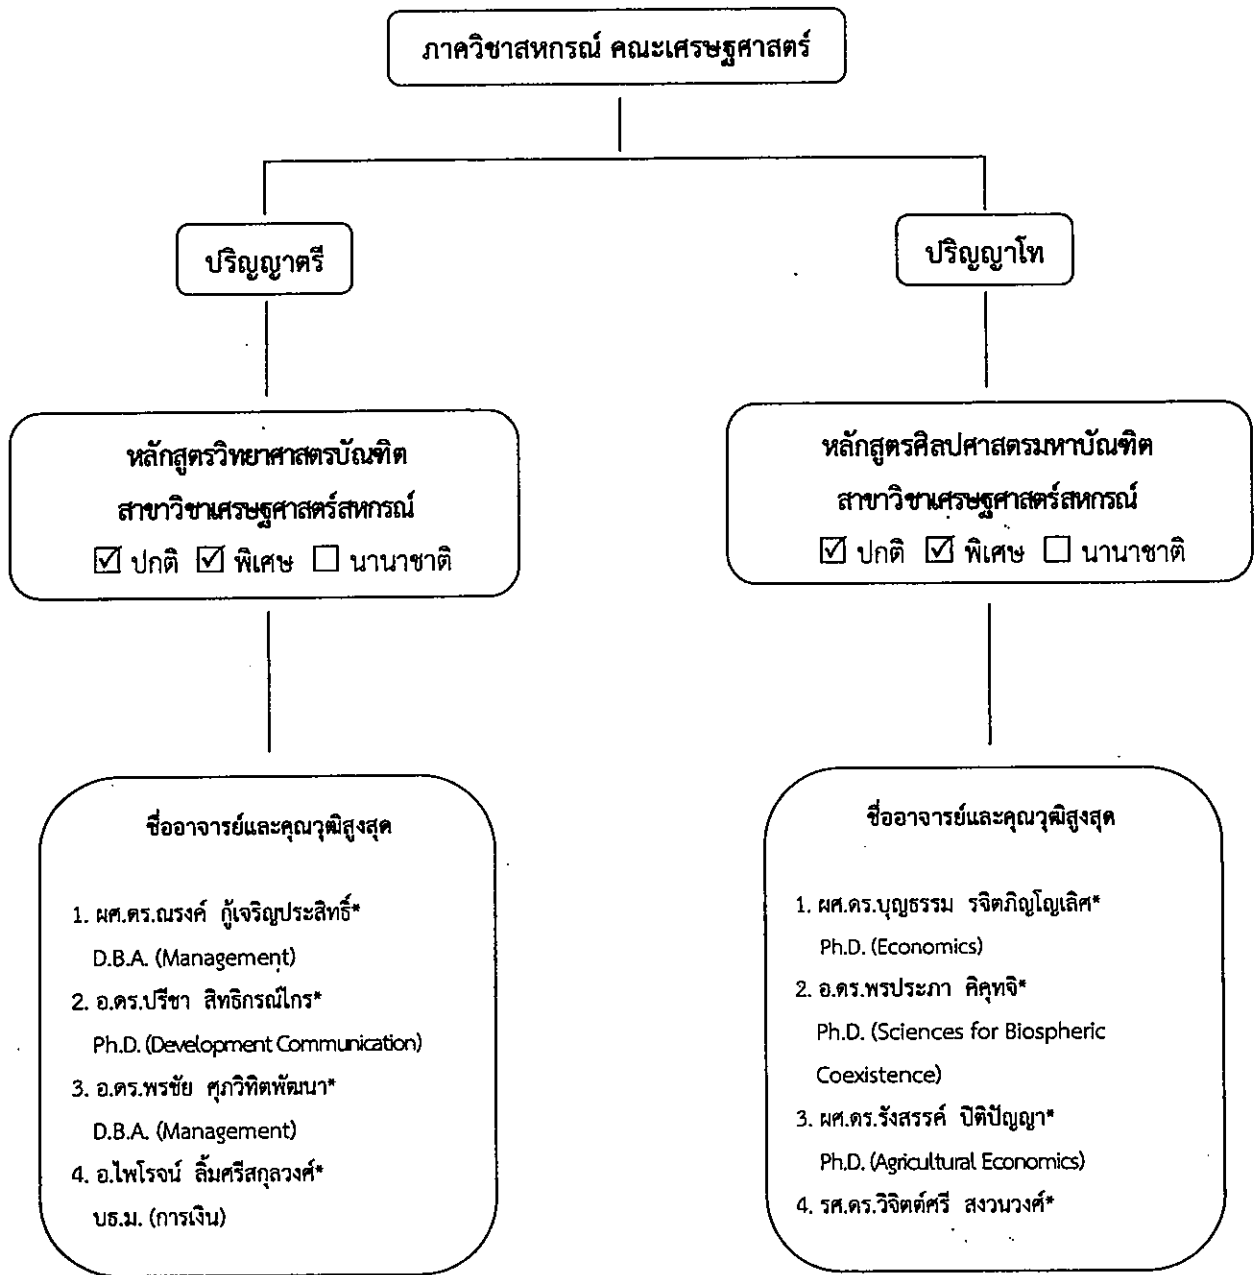 ภาควิชาสหกรณ์ คณะเศรษฐศาสตร์
ปริญญาตรี
ปริญญาโท
หลักสูตรวิทยาศาสตรบัณฑิต
สาขาวิชาเศรษฐศาสตร์สหกรณ์
☑ ปกติ ☑ พิเศษ ☐ นานาชาติ
หลักสูตรศิลปศาสตรมหาบัณฑิต
สาขาวิชาเศรษฐศาสตร์สหกรณ์
☑ ปกติ ☑ พิเศษ ☐ นานาชาติ
ชื่ออาจารย์และคุณวุฒิสูงสุด
1. ผศ.ดร.ณรงค์ กู้เจริญประสิทธิ์*
D.B.A. (Management)
2. อ.ดร.ปรีชา สิทธิกรณ์ไกร*
Ph.D. (Development Communication)
3. อ.ดร.พรชัย ศุภวิทิตพัฒนา*
D.B.A. (Management)
4. อ.ไพโรจน์ ลิ้มศรีสกุลวงศ์*
บธ.ม. (การเงิน)
ชื่ออาจารย์และคุณวุฒิสูงสุด
1. ผศ.ดร.บุญธรรม รจิตภิญโญเลิศ*
Ph.D. (Economics)
2. อ.ดร.พรประภา คิคุทจิ*
Ph.D. (Sciences for Biospheric
Coexistence)
3. ผศ.ดร.รังสรรค์ ปิติปัญญา*
Ph.D. (Agricultural Economics)
4. รศ.ดร.วิจิตต์ศรี สงวนวงศ์*